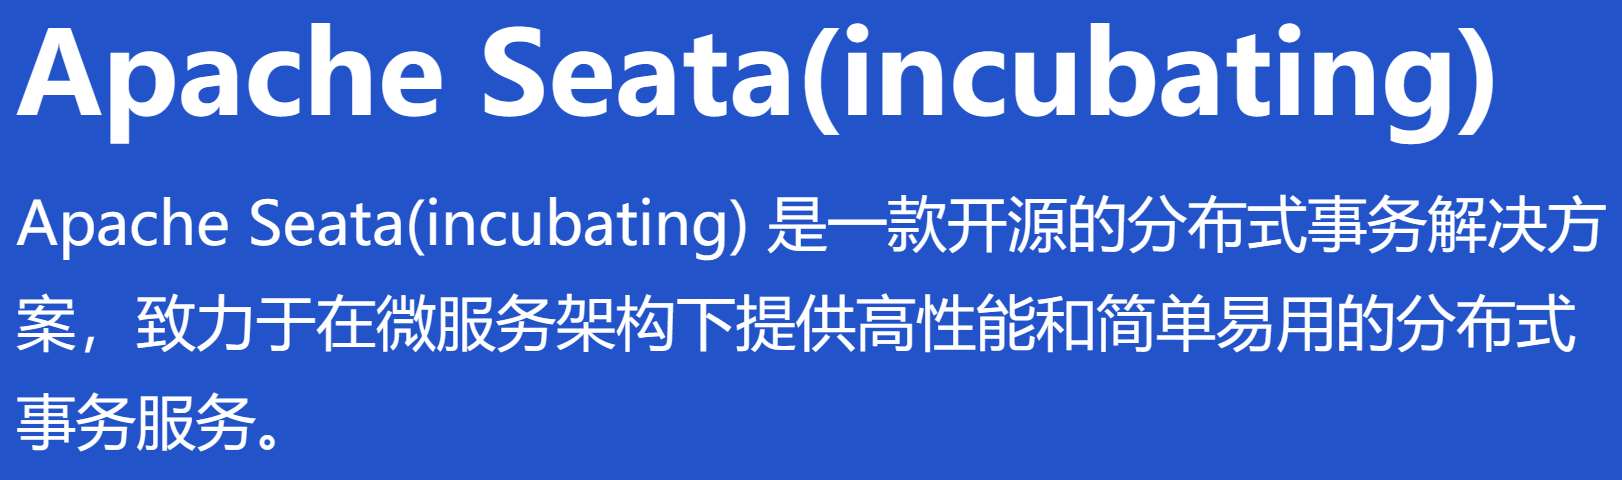 Apache Seata(incubating)
Apache Seata(incubating) 是一款开源的分布式事务解决方
案，致力于在微服务架构下提供高性能和简单易用的分布式
事务服务。